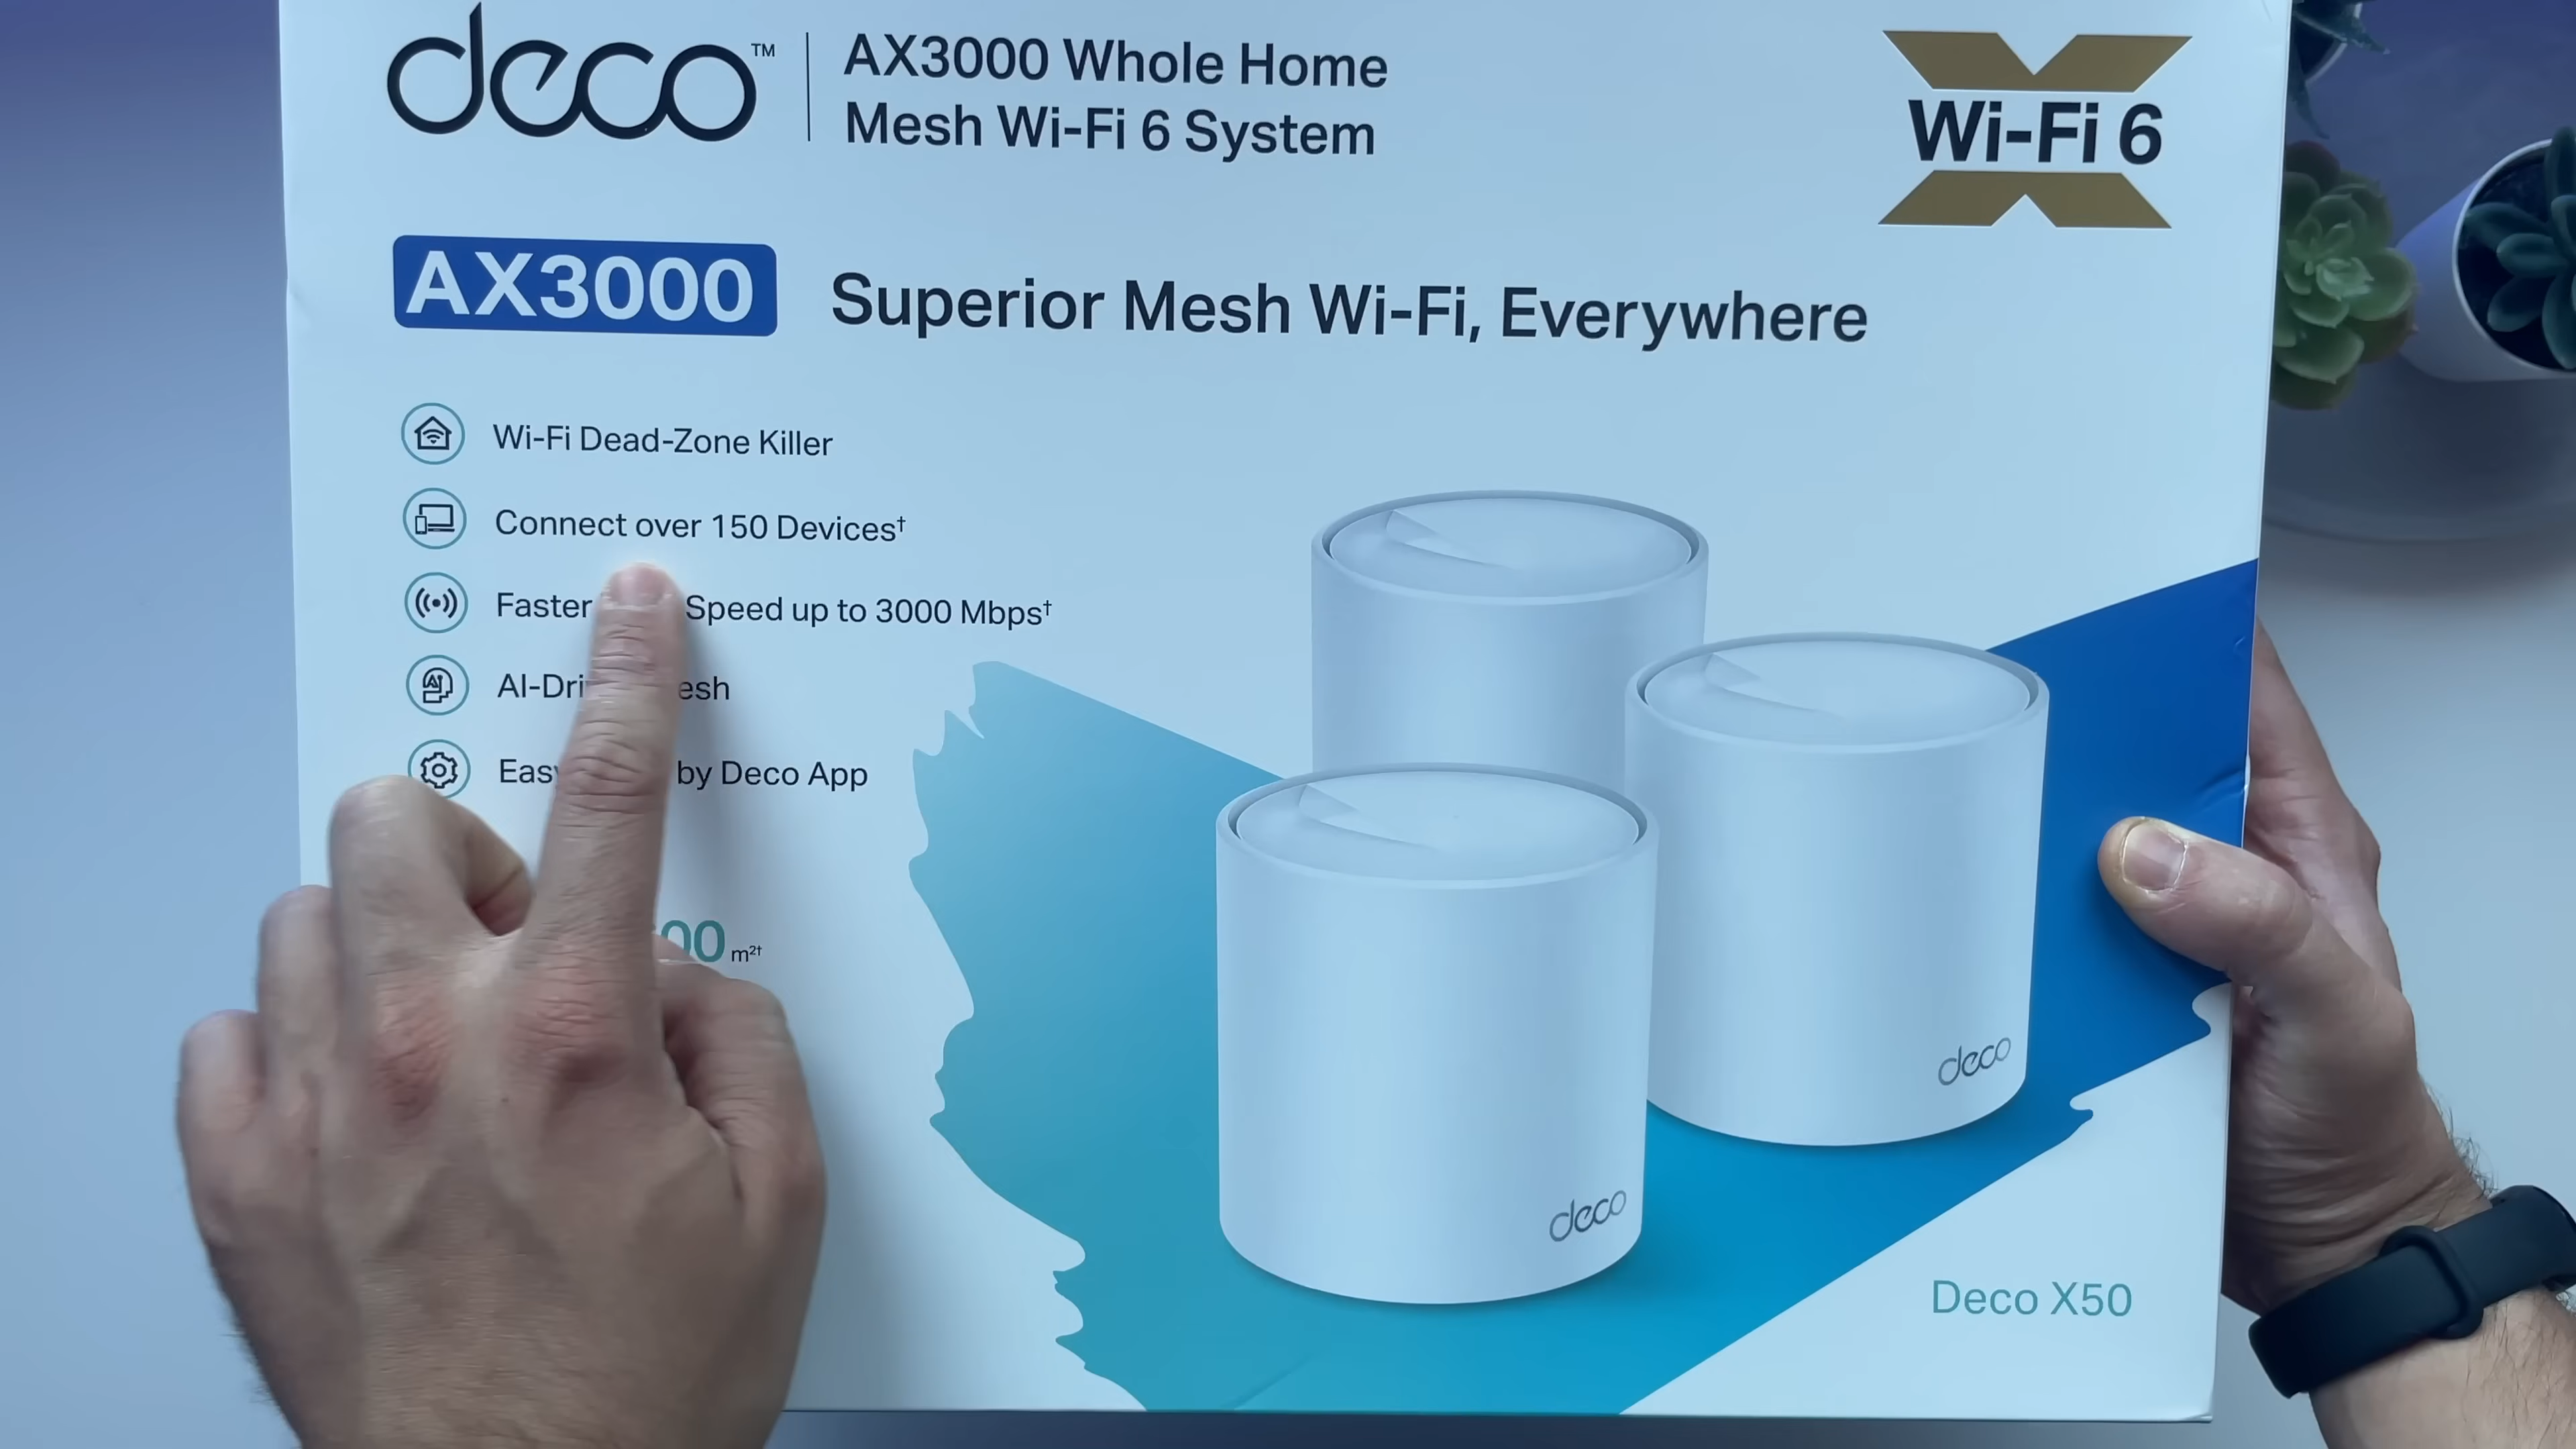 deco™
AX3000 Whole Home
Mesh Wi-Fi 6 System
Wi-Fi 6
AX3000
Superior Mesh Wi-Fi, Everywhere
Wi-Fi Dead-Zone Killer
Connect over 150 Devices†
Faster Speed up to 3000 Mbps†
AI
by Deco App
m²†
deco
deco
Deco X50